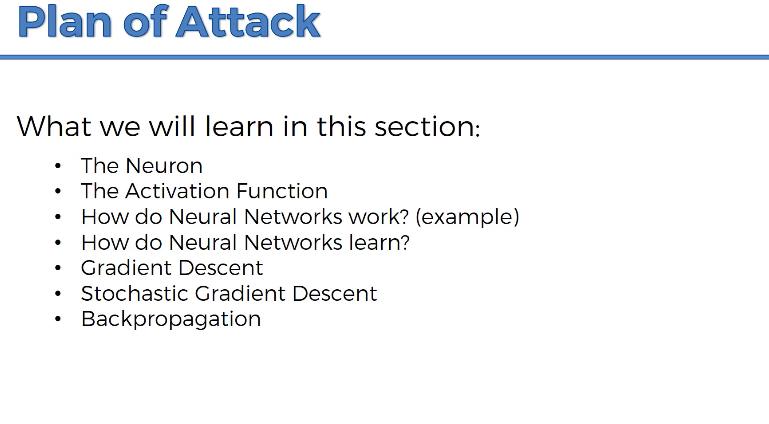 Plan of Attack
What we will learn in this section:
• The Neuron
• The Activation Function
• How do Neural Networks work? (example)
• How do Neural Networks learn?
• Gradient Descent
• Stochastic Gradient Descent
• Backpropagation